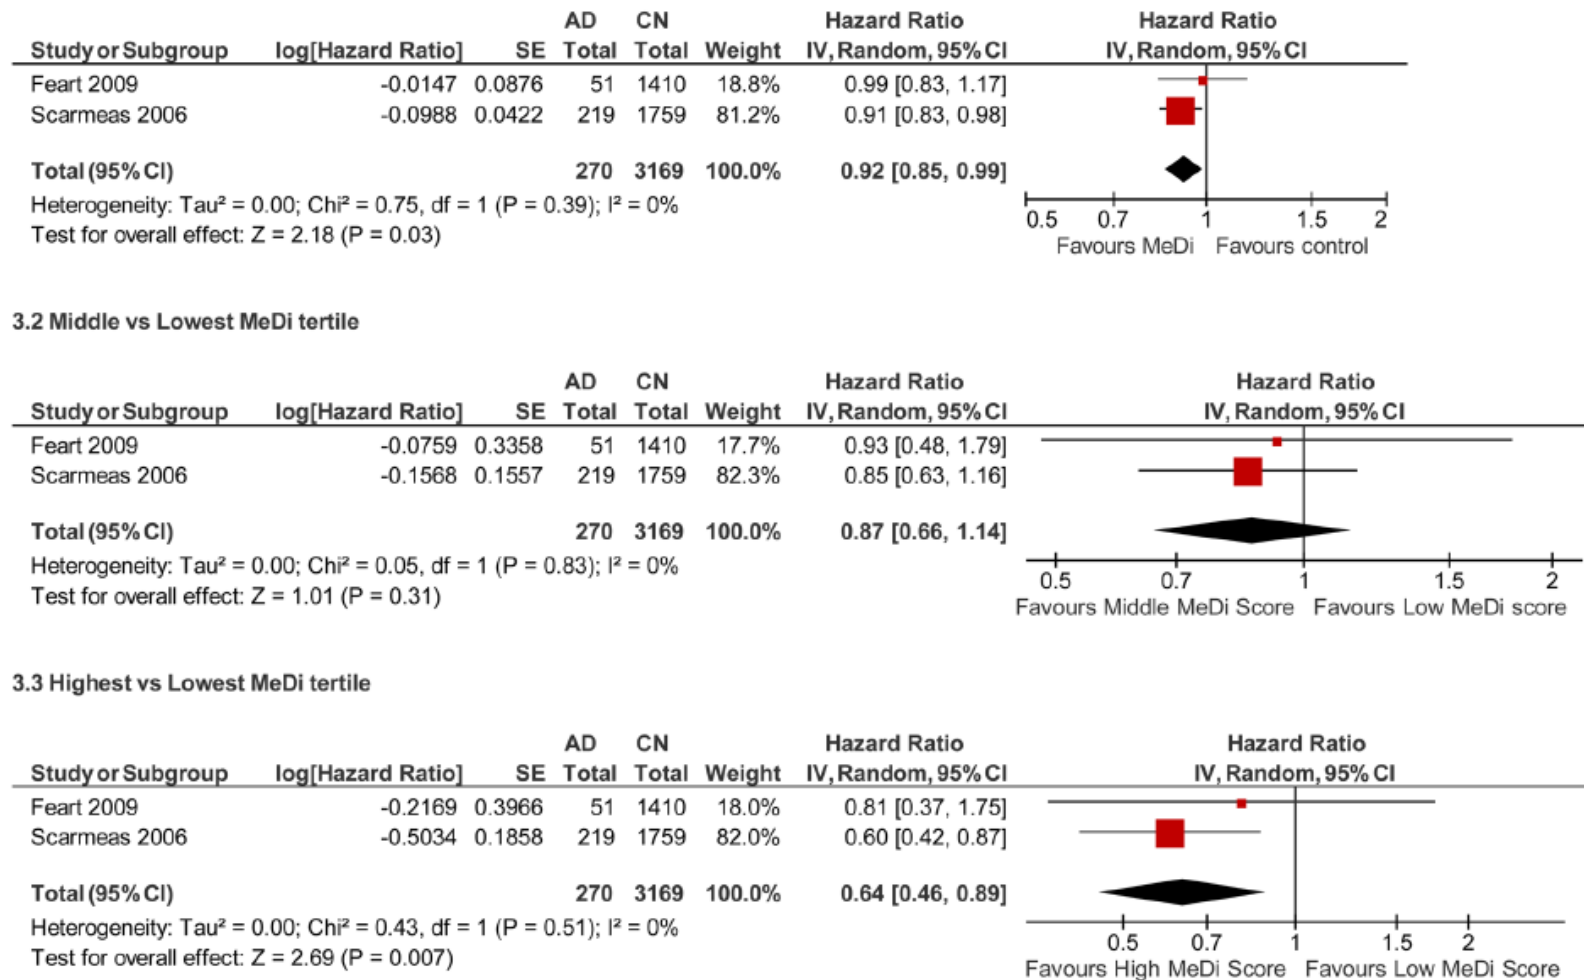 AD CN Hazard Ratio Hazard Ratio
Study or Subgroup log[Hazard Ratio] SE Total Total Weight IV, Random, 95% CI IV, Random, 95% CI
Feart 2009 -0.0147 0.0876 51 1410 18.8% 0.99 [0.83, 1.17]
Scarmeas 2006 -0.0988 0.0422 219 1759 81.2% 0.91 [0.83, 0.98]
Total (95% CI) 270 3169 100.0% 0.92 [0.85, 0.99]
Heterogeneity: Tau² = 0.00; Chi² = 0.75, df = 1 (P = 0.39); I² = 0%
Test for overall effect: Z = 2.18 (P = 0.03)
0.5 0.7 1 1.5 2
Favours MeDi Favours control
3.2 Middle vs Lowest MeDi tertile
AD CN Hazard Ratio Hazard Ratio
Study or Subgroup log[Hazard Ratio] SE Total Total Weight IV, Random, 95% CI IV, Random, 95% CI
Feart 2009 -0.0759 0.3358 51 1410 17.7% 0.93 [0.48, 1.79]
Scarmeas 2006 -0.1568 0.1557 219 1759 82.3% 0.85 [0.63, 1.16]
Total (95% CI) 270 3169 100.0% 0.87 [0.66, 1.14]
Heterogeneity: Tau² = 0.00; Chi² = 0.05, df = 1 (P = 0.83); I² = 0%
Test for overall effect: Z = 1.01 (P = 0.31)
0.5 0.7 1 1.5 2
Favours Middle MeDi Score Favours Low MeDi score
3.3 Highest vs Lowest MeDi tertile
AD CN Hazard Ratio Hazard Ratio
Study or Subgroup log[Hazard Ratio] SE Total Total Weight IV, Random, 95% CI IV, Random, 95% CI
Feart 2009 -0.2169 0.3966 51 1410 18.0% 0.81 [0.37, 1.75]
Scarmeas 2006 -0.5034 0.1858 219 1759 82.0% 0.60 [0.42, 0.87]
Total (95% CI) 270 3169 100.0% 0.64 [0.46, 0.89]
Heterogeneity: Tau² = 0.00; Chi² = 0.43, df = 1 (P = 0.51); I² = 0%
Test for overall effect: Z = 2.69 (P = 0.007)
0.5 0.7 1 1.5 2
Favours High MeDi Score Favours Low MeDi Score